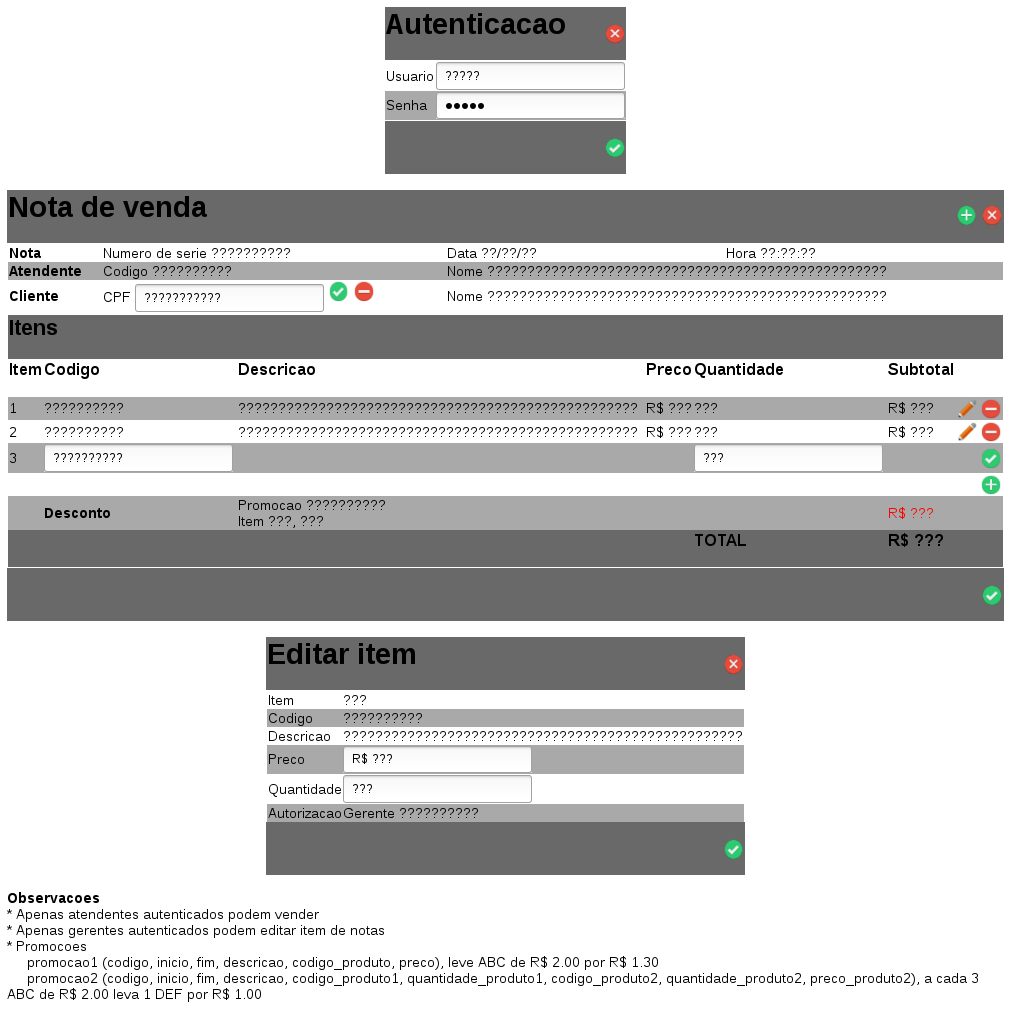 Autenticacao
Usuario ?????
Senha ●●●●●
Nota de venda
Nota Numero de serie ?????????? Data ??/??/?? Hora ??:??:??
Atendente Codigo ?????????? Nome ??????????????????????????????????????????????????
Cliente CPF ??????????? Nome ??????????????????????????????????????????????????
Itens
Item Codigo Descricao Preco Quantidade Subtotal
1 ?????????? ?????????????????????????????????????????????????? R$ ??? ??? R$ ???
2 ?????????? ?????????????????????????????????????????????????? R$ ??? ??? R$ ???
3 ?????????? ???
Desconto Promocao ??????????
Item ???, ??? R$ ???
TOTAL R$ ???
Editar item
Item ???
Codigo ??????????
Descricao ??????????????????????????????????????????????????
Preco R$ ???
Quantidade ???
Autorizacao Gerente ??????????
Observacoes
* Apenas atendentes autenticados podem vender
* Apenas gerentes autenticados podem editar item de notas
* Promocoes
promocao1 (codigo, inicio, fim, descricao, codigo_produto, preco), leve ABC de R$ 2.00 por R$ 1.30
promocao2 (codigo, inicio, fim, descricao, codigo_produto1, quantidade_produto1, codigo_produto2, quantidade_produto2, preco_produto2), a cada 3
ABC de R$ 2.00 leva 1 DEF por R$ 1.00